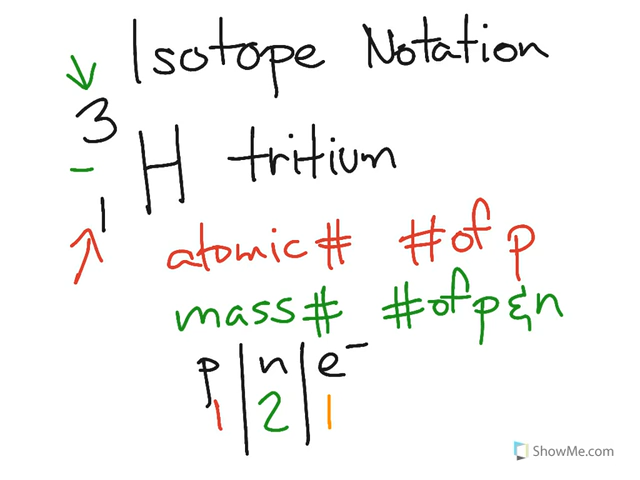 Isotope Notation
3
- H tritium
1
atomic# #of p
mass# #of p & n
p | n | e⁻
1 | 2 | 1
ShowMe.com